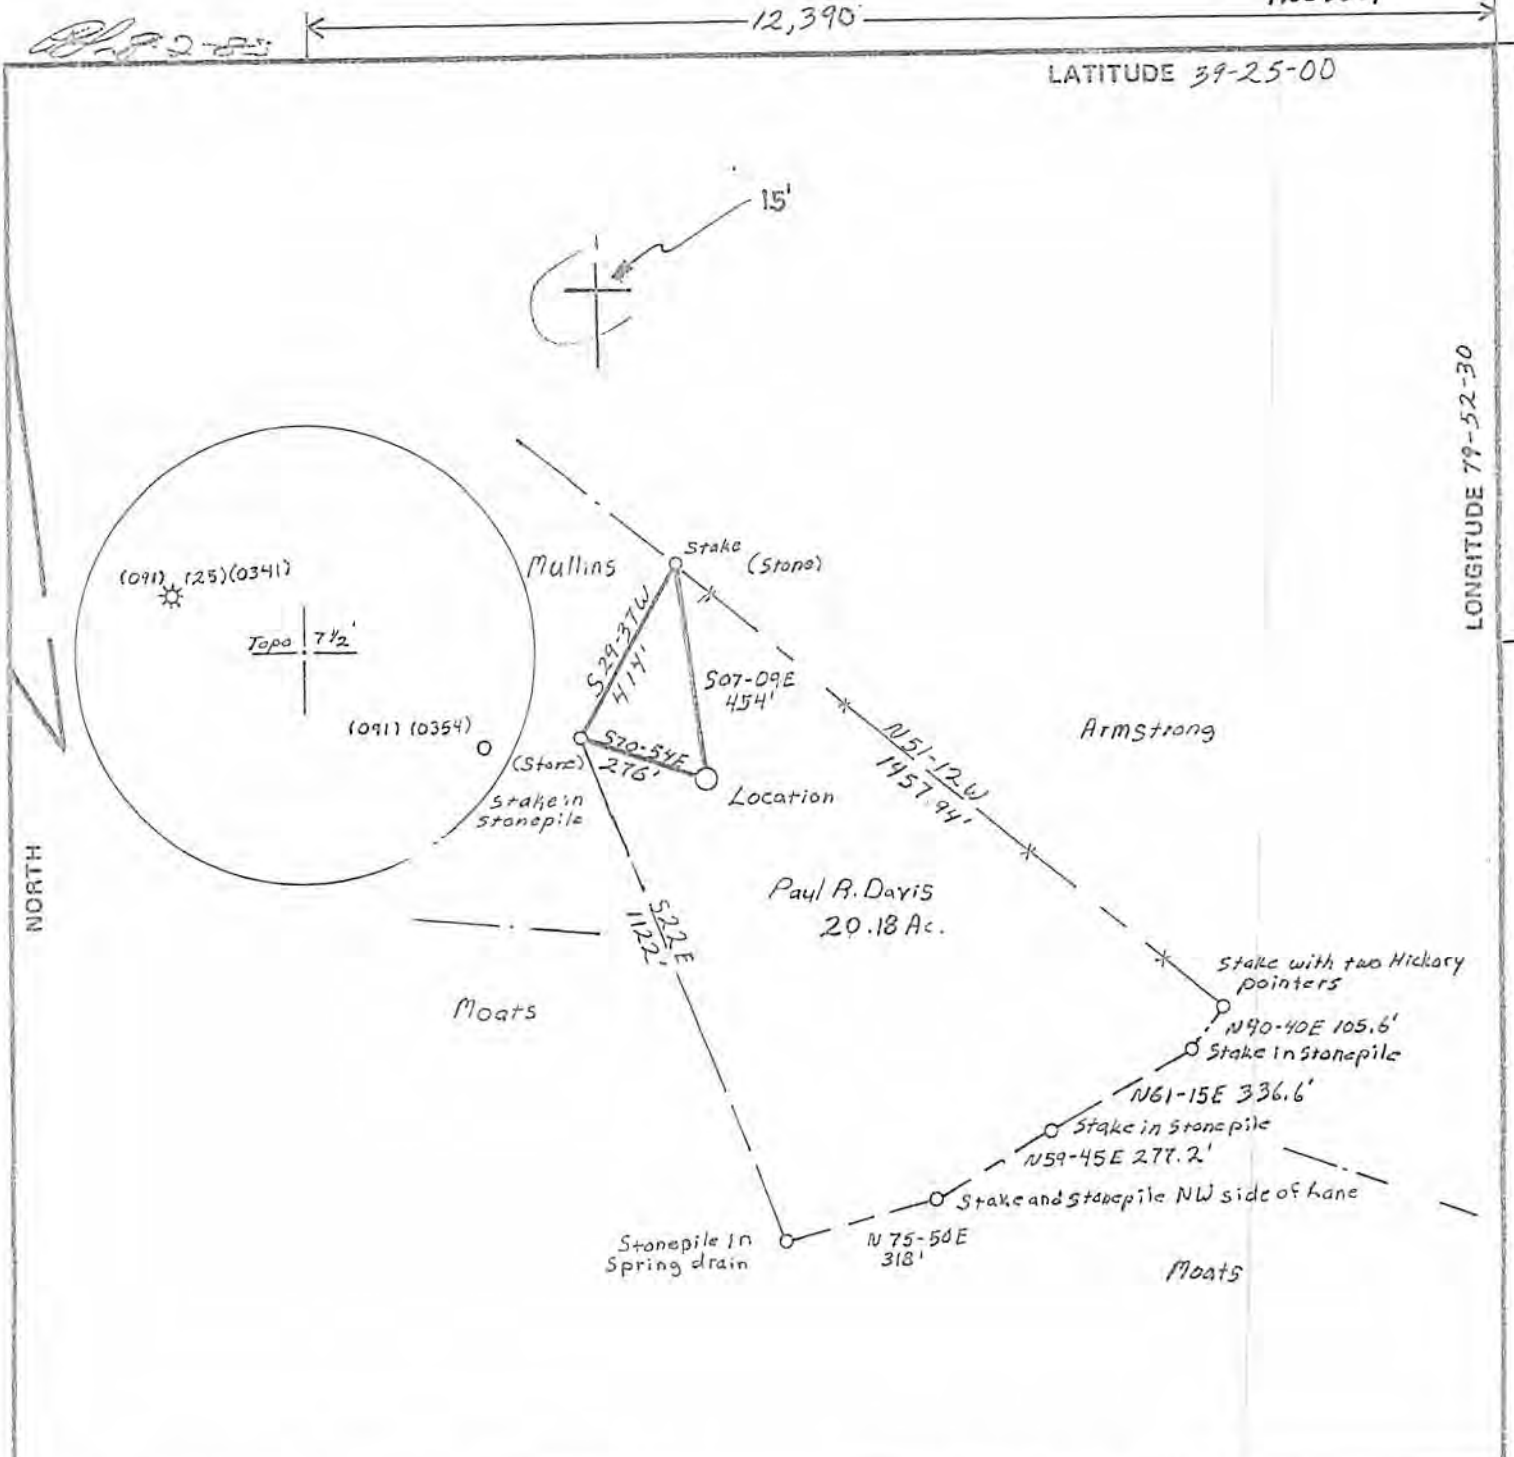 12,390
8-2-83
LATITUDE 39-25-00
15'
LONGITUDE 79-52-30
Stake
(Stone)
Mullins
(091) (25)(0341)
Topo 7½'
S29-37W
414'
S07-09E
454'
(091) (0354)
N51-12W
1457.94'
Armstrong
S70-54E
276'
(Stone)
Stake in
Stonepile
Location
NORTH
Paul R. Davis
20.18 Ac.
S22E
1122'
Moats
Stake with two Hickory
pointers
N90-40E 105.6'
Stake in Stonepile
N61-15E 336.6'
Stake in Stonepile
N59-45E 277.2'
Stake and Stonepile NW side of Lane
Stonepile in
Spring drain
N75-50E
318'
Moats